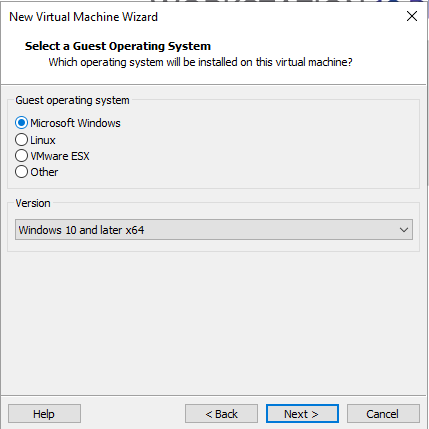 New Virtual Machine Wizard
Select a Guest Operating System
Which operating system will be installed on this virtual machine?
Guest operating system
Microsoft Windows
Linux
VMware ESX
Other
Version
Windows 10 and later x64
Help
< Back
Next >
Cancel